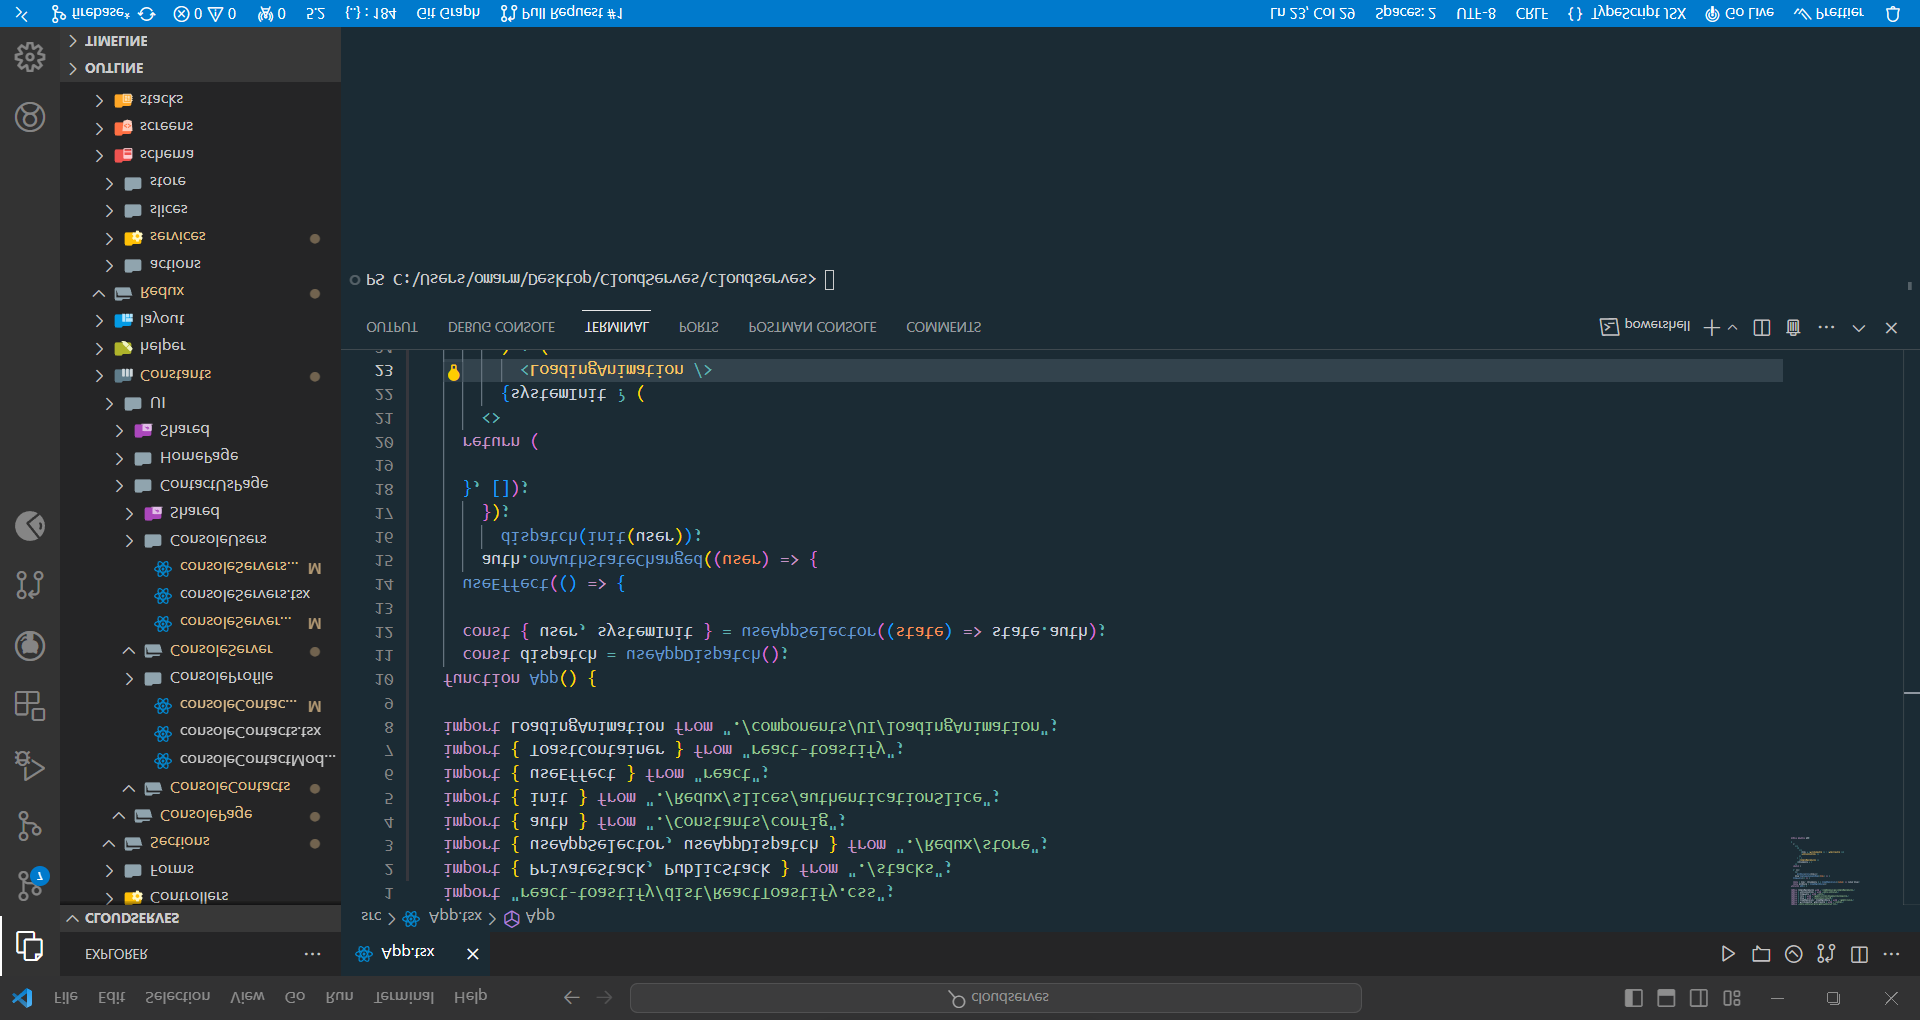 File Edit Selection View Go Run Terminal Help
cloudserves
EXPLORER
CLOUDSERVES
Controllers
Forms
Sections
ConsolePage
ConsoleContacts
consoleContactMod...
consoleContacts.tsx
consoleContac... M
ConsoleProfile
ConsoleServer
consoleServer... M
consoleServers.tsx
consoleServers... M
ConsoleUsers
Shared
ContactUsPage
HomePage
Shared
UI
Constants
helper
layout
Redux
actions
services
slices
store
schema
screens
stacks
OUTLINE
TIMELINE
7
App.tsx
src > App.tsx > App
1 import "react-toastify/dist/ReactToastify.css";
2 import { PrivateStack, PublicStack } from "./stacks";
3 import { useAppSelector, useAppDispatch } from "./Redux/store";
4 import { auth } from "./Constants/config";
5 import { init } from "./Redux/slices/authenticationSlice";
6 import { useEffect } from "react";
7 import { ToastContainer } from "react-toastify";
8 import LoadingAnimation from "./components/UI/loadingAnimation";
9
10 function App() {
11 const dispatch = useAppDispatch();
12 const { user, systemInit } = useAppSelector((state) => state.auth);
13
14 useEffect(() => {
15 auth.onAuthStateChanged((user) => {
16 dispatch(init(user));
17 });
18 }, []);
19
20 return (
21 <>
22 {systemInit ? (
23 <LoadingAnimation />
OUTPUT DEBUG CONSOLE TERMINAL PORTS POSTMAN CONSOLE COMMENTS
powershell
PS C:\Users\omarm\Desktop\CloudServes\cloudserves>
firebase* 0 0 0 5.2 {..} : 184 Git Graph Pull Request #1
Ln 23, Col 29 Spaces: 2 UTF-8 CRLF {} TypeScript JSX Go Live Prettier